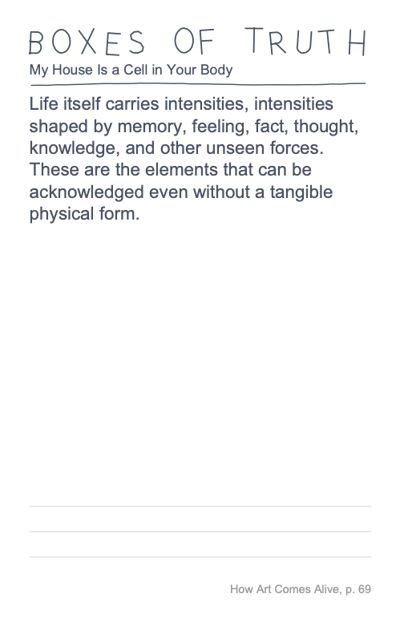 BOXES OF TRUTH
My House Is a Cell in Your Body
Life itself carries intensities, intensities
shaped by memory, feeling, fact, thought,
knowledge, and other unseen forces.
These are the elements that can be
acknowledged even without a tangible
physical form.
How Art Comes Alive, p. 69